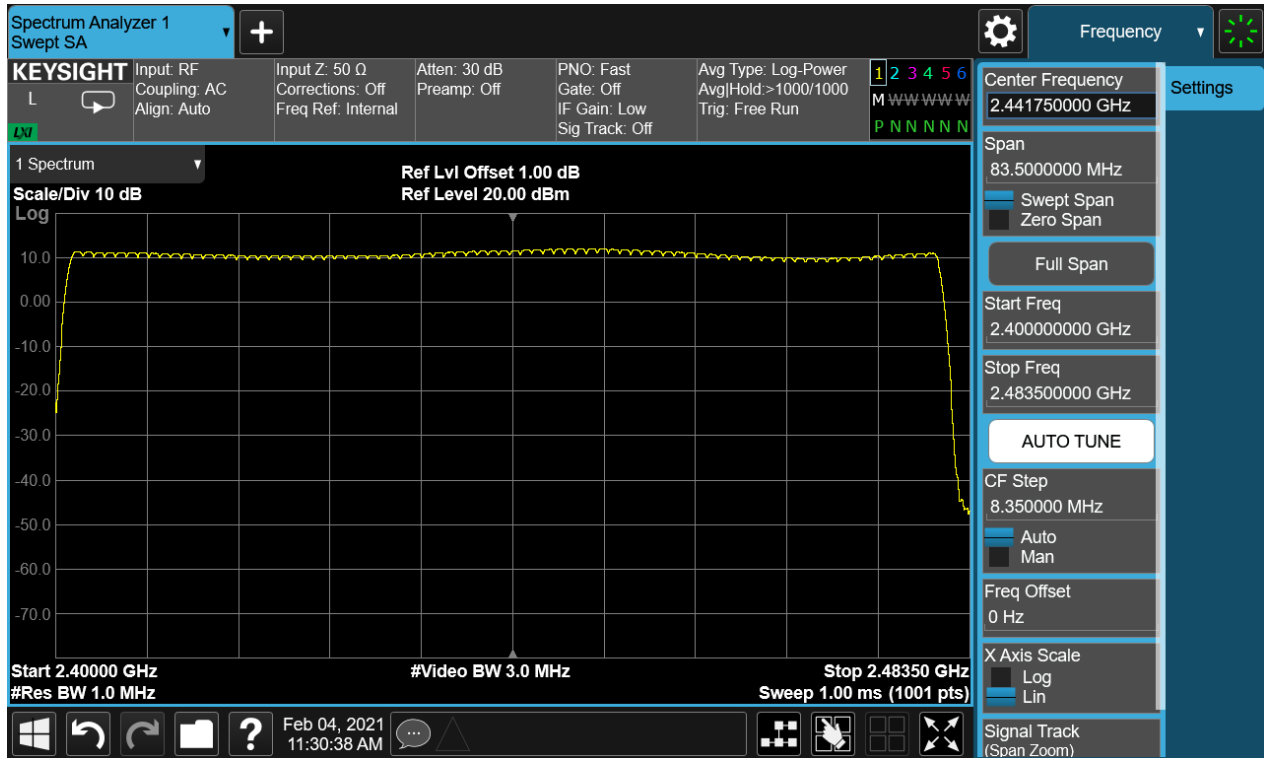 Spectrum Analyzer 1
Swept SA
+
Frequency
KEYSIGHT
L
LXI
Input: RF
Coupling: AC
Align: Auto
Input Z: 50 Ω
Corrections: Off
Freq Ref: Internal
Atten: 30 dB
Preamp: Off
PNO: Fast
Gate: Off
IF Gain: Low
Sig Track: Off
Avg Type: Log-Power
Avg|Hold:>1000/1000
Trig: Free Run
1 2 3 4 5 6
M W W W W W
P N N N N N
1 Spectrum
Scale/Div 10 dB
Log
Ref Lvl Offset 1.00 dB
Ref Level 20.00 dBm
10.0
0.00
-10.0
-20.0
-30.0
-40.0
-50.0
-60.0
-70.0
Start 2.40000 GHz
#Res BW 1.0 MHz
#Video BW 3.0 MHz
Stop 2.48350 GHz
Sweep 1.00 ms (1001 pts)
Center Frequency
2.441750000 GHz
Settings
Span
83.5000000 MHz
Swept Span
Zero Span
Full Span
Start Freq
2.400000000 GHz
Stop Freq
2.483500000 GHz
AUTO TUNE
CF Step
8.350000 MHz
Auto
Man
Freq Offset
0 Hz
X Axis Scale
Log
Lin
Signal Track
(Span Zoom)
?
Feb 04, 2021
11:30:38 AM